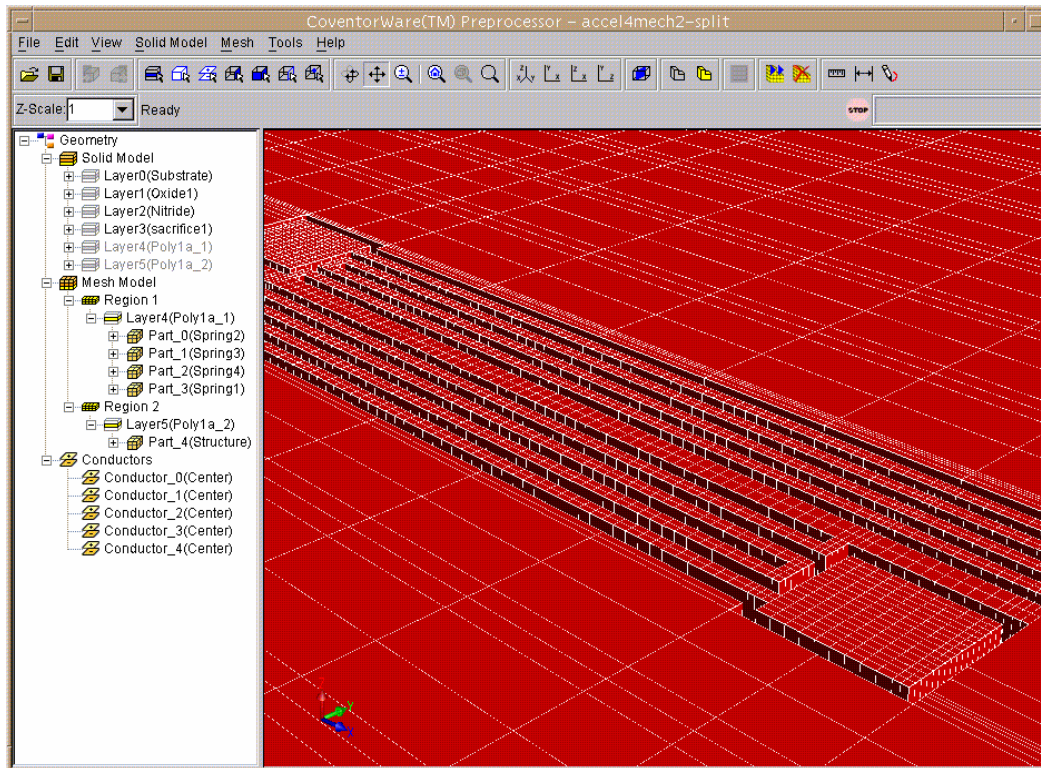 CoventorWare(TM) Preprocessor - accel4mech2-split
File Edit View Solid Model Mesh Tools Help
Z-Scale: 1 Ready STOP
Geometry
Solid Model
Layer0(Substrate)
Layer1(Oxide1)
Layer2(Nitride)
Layer3(sacrifice1)
Layer4(Poly1a_1)
Layer5(Poly1a_2)
Mesh Model
Region 1
Layer4(Poly1a_1)
Part_0(Spring2)
Part_1(Spring3)
Part_2(Spring4)
Part_3(Spring1)
Region 2
Layer5(Poly1a_2)
Part_4(Structure)
Conductors
Conductor_0(Center)
Conductor_1(Center)
Conductor_2(Center)
Conductor_3(Center)
Conductor_4(Center)
Y
X